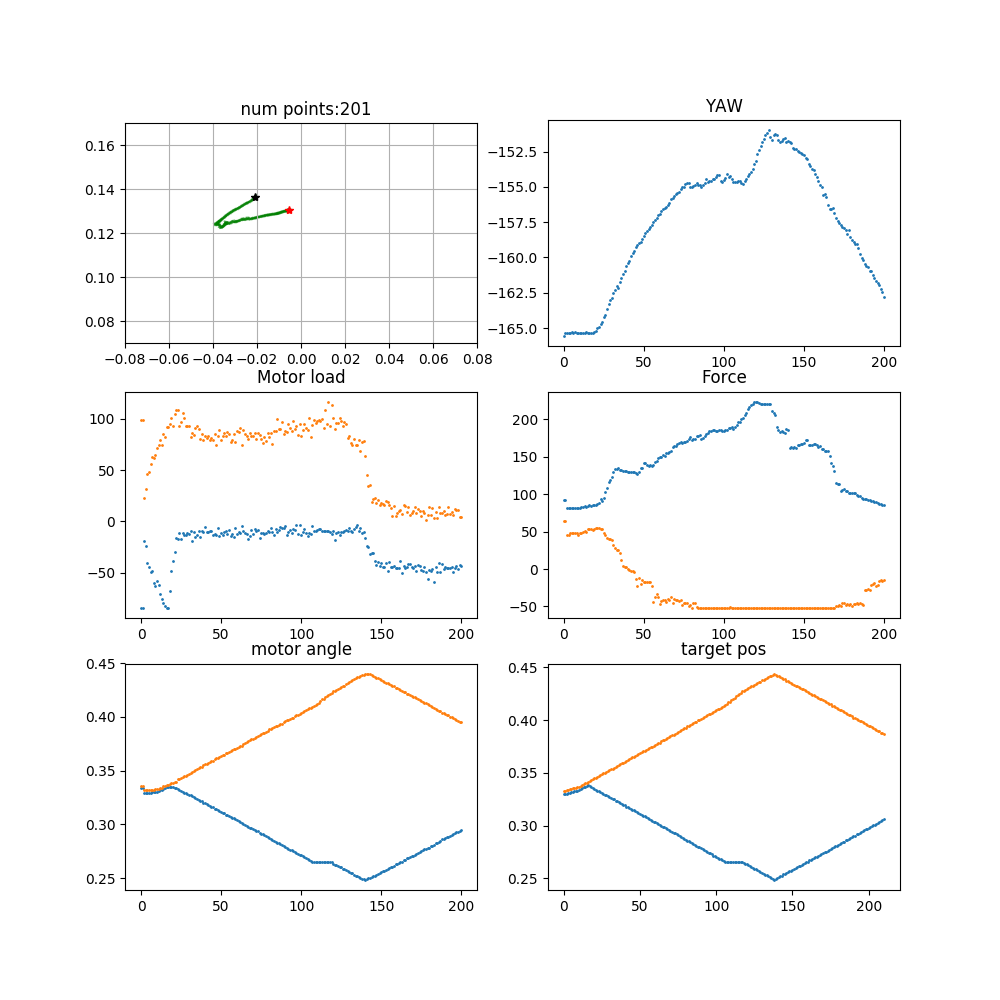 num points:201
0.16
0.14
0.12
0.10
0.08
−0.08 −0.06 −0.04 −0.02 0.00 0.02 0.04 0.06 0.08
YAW
−152.5
−155.0
−157.5
−160.0
−162.5
−165.0
0 50 100 150 200
Motor load
100
50
0
−50
0 50 100 150 200
Force
200
150
100
50
0
−50
0 50 100 150 200
motor angle
0.45
0.40
0.35
0.30
0.25
0 50 100 150 200
target pos
0.45
0.40
0.35
0.30
0.25
0 50 100 150 200